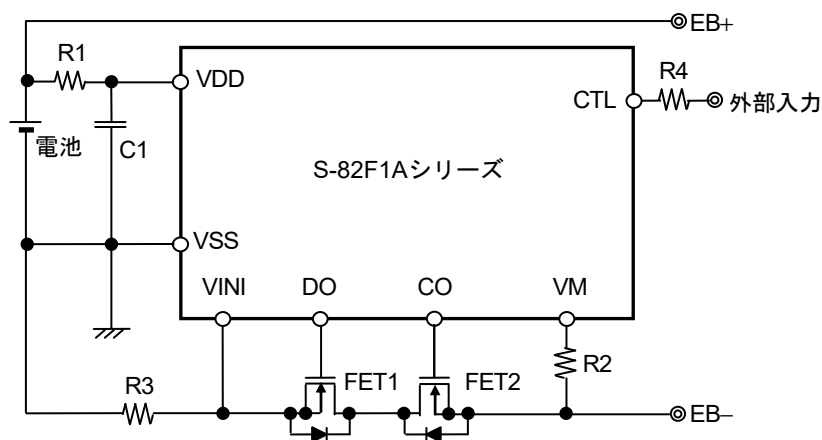 EB+
R1
VDD
R4
CTL
外部入力
電池
C1
S-82F1Aシリーズ
VSS
VINI
DO
CO
VM
R3
FET1
FET2
R2
EB−